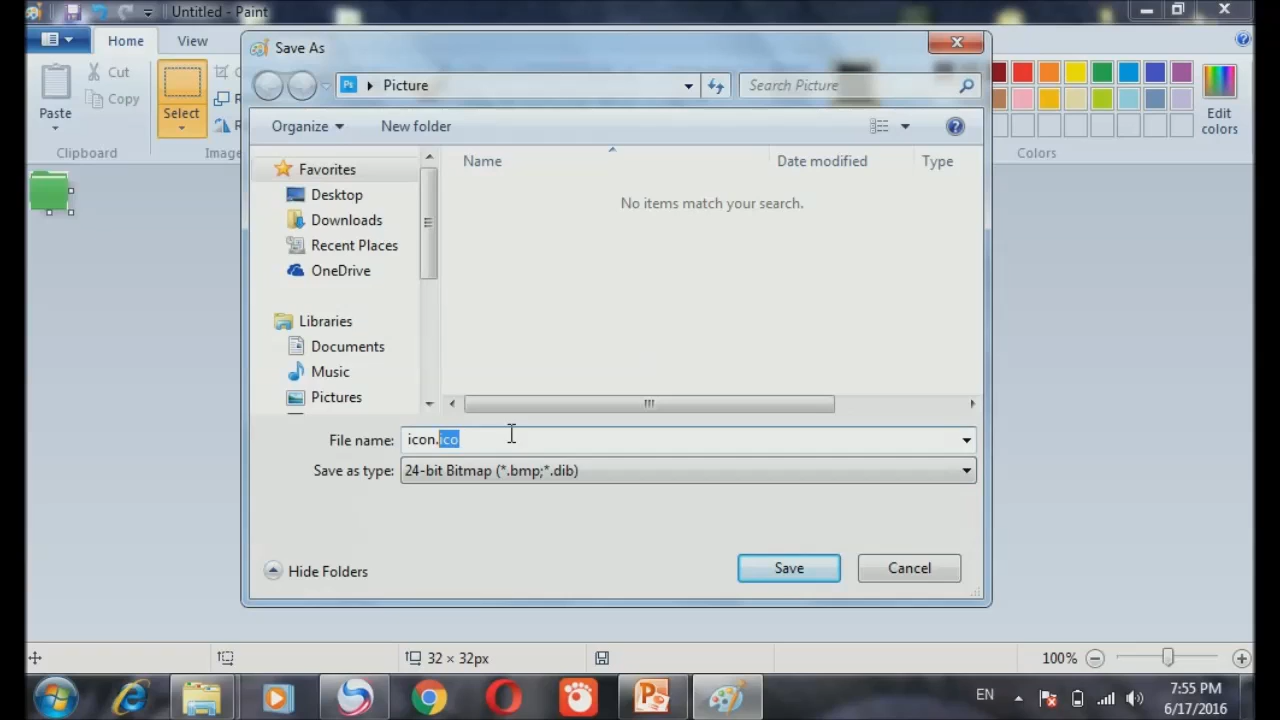 Untitled - Paint
Home
View
Cut
Copy
Paste
Select
Clipboard
Image
Edit
colors
Colors
Save As
Ps
Picture
Search Picture
Organize
New folder
Name
Date modified
Type
No items match your search.
Favorites
Desktop
Downloads
Recent Places
OneDrive
Libraries
Documents
Music
Pictures
File name:
icon.ico
Save as type:
24-bit Bitmap (*.bmp;*.dib)
Hide Folders
Save
Cancel
32 × 32px
100%
EN
7:55 PM
6/17/2016